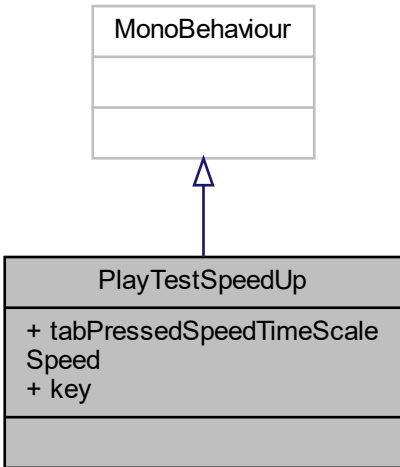 MonoBehaviour
PlayTestSpeedUp
+ tabPressedSpeedTimeScale
Speed
+ key